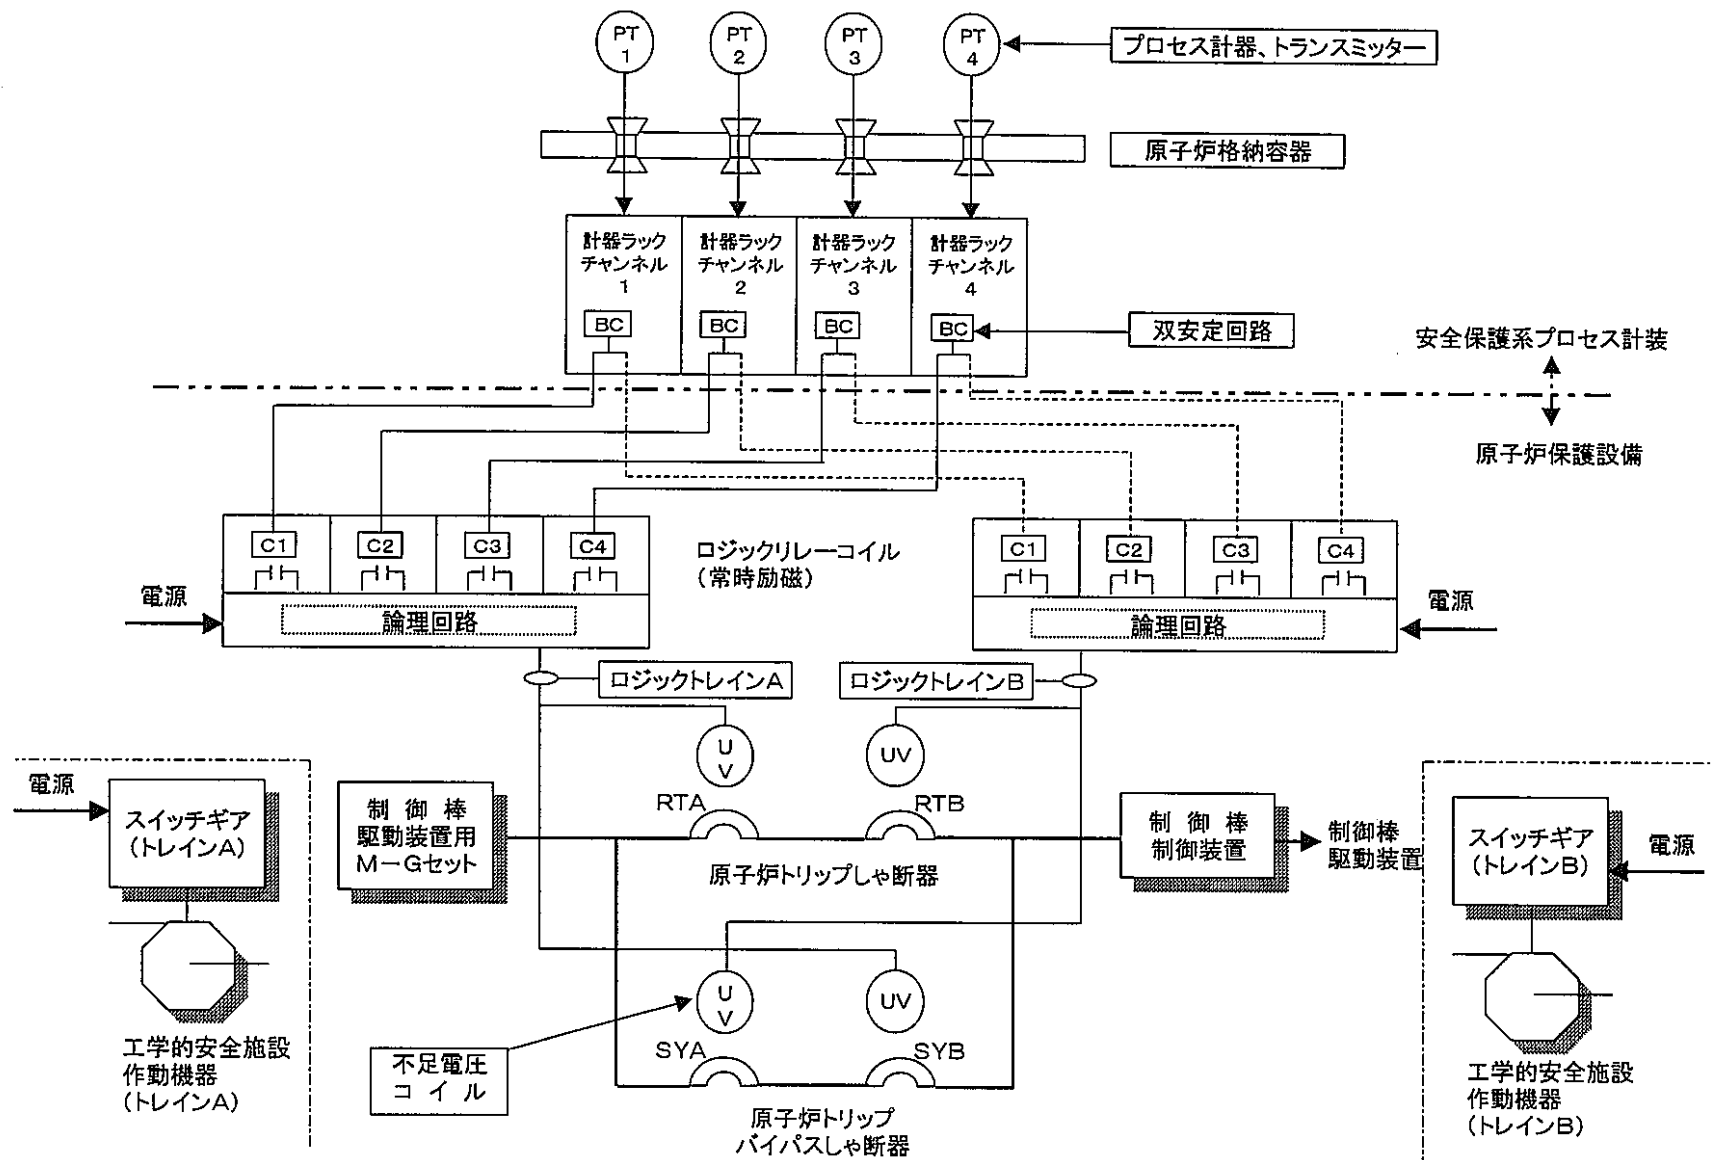 PT
1
PT
2
PT
3
PT
4
プロセス計器、トランスミッター
原子炉格納容器
計器ラック
チャンネル
1
計器ラック
チャンネル
2
計器ラック
チャンネル
3
計器ラック
チャンネル
4
BC
BC
BC
BC
双安定回路
安全保護系プロセス計装
原子炉保護設備
C1
C2
C3
C4
ロジックリレーコイル
(常時励磁)
C1
C2
C3
C4
電源
論理回路
論理回路
電源
ロジックトレインA
ロジックトレインB
U
V
UV
電源
スイッチギア
(トレインA)
制御棒
駆動装置用
M-Gセット
RTA
RTB
原子炉トリップしゃ断器
制御棒
制御装置
制御棒
駆動装置
スイッチギア
(トレインB)
電源
U
V
UV
工学的安全施設
作動機器
(トレインA)
不足電圧
コイル
SYA
SYB
原子炉トリップ
バイパスしゃ断器
工学的安全施設
作動機器
(トレインB)